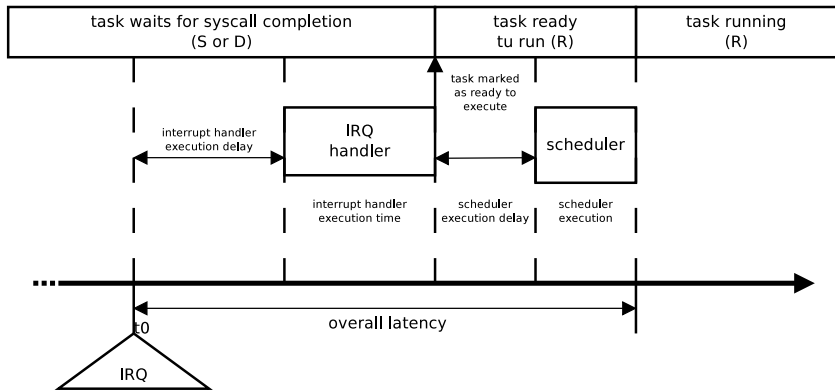 task waits for syscall completion
(S or D)
task ready
tu run (R)
task running
(R)
task marked
as ready to
execute
interrupt handler
execution delay
IRQ
handler
scheduler
interrupt handler
execution time
scheduler
execution delay
scheduler
execution
overall latency
t0
IRQ